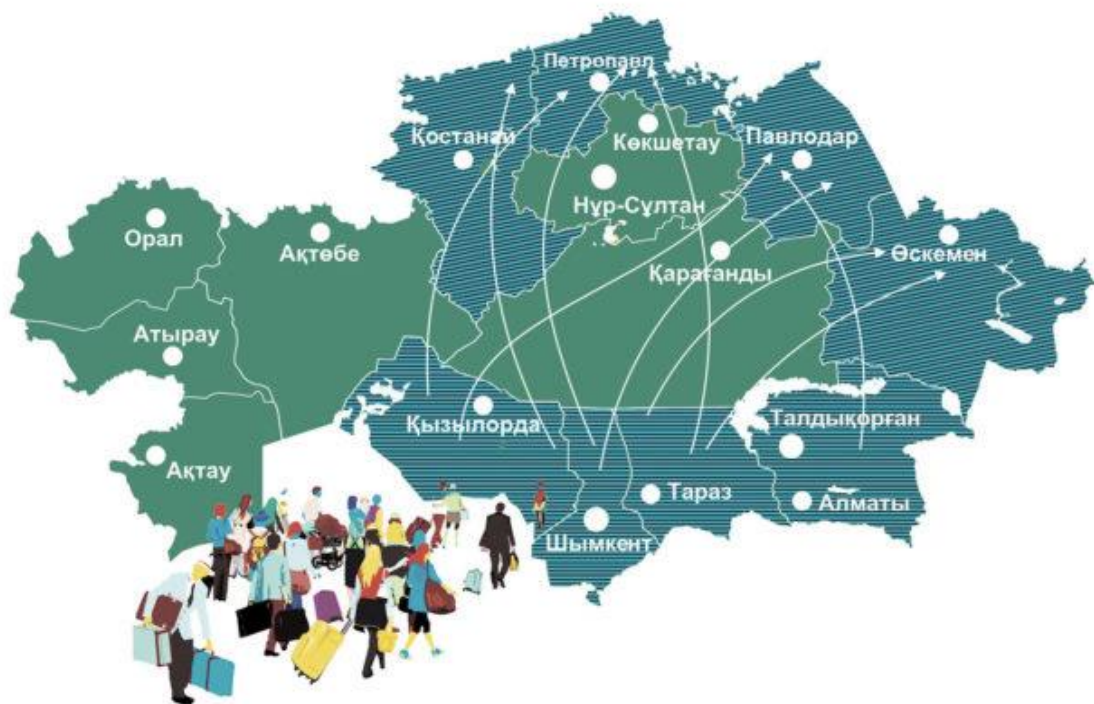 Петропавл
Қостанай
Көкшетау
Павлодар
Нұр-Сұлтан
Орал
Ақтөбе
Қарағанды
Өскемен
Атырау
Қызылорда
Талдықорған
Ақтау
Тараз
Алматы
Шымкент